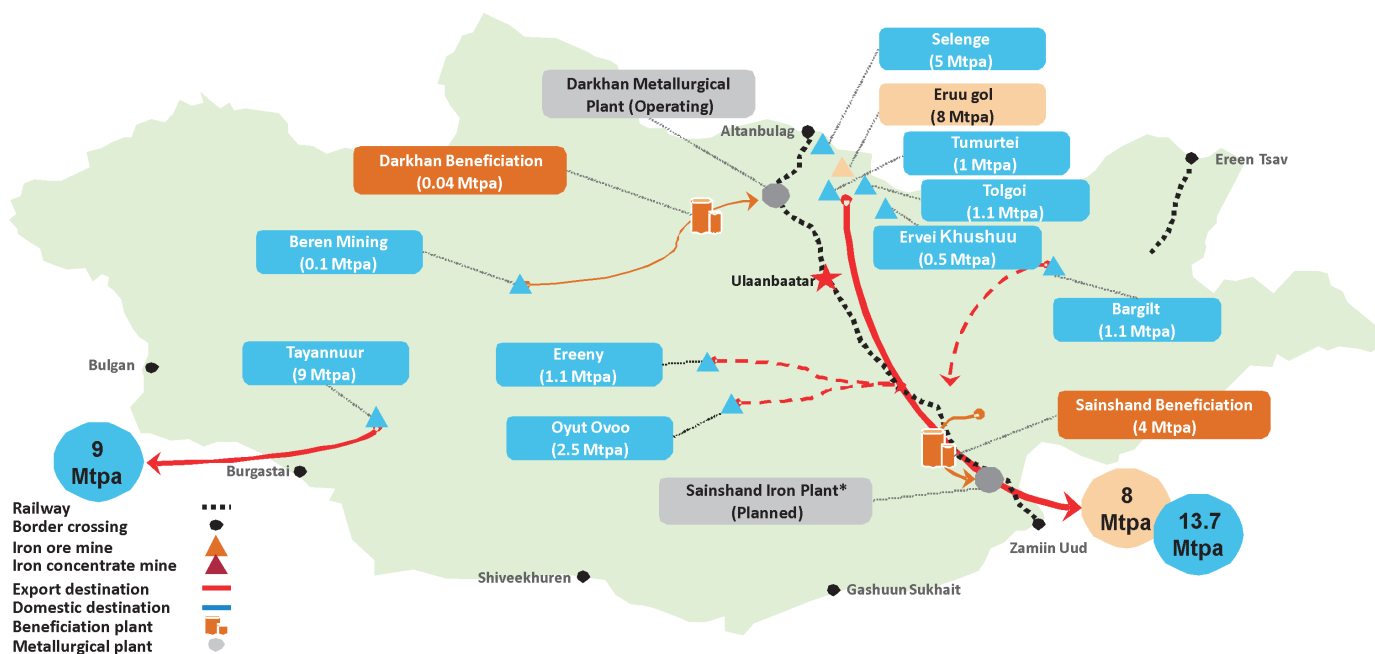 Selenge
(5 Mtpa)
Darkhan Metallurgical
Plant (Operating)
Eruu gol
(8 Mtpa)
Altanbulag
Tumurtei
(1 Mtpa)
Ereen Tsav
Darkhan Beneficiation
(0.04 Mtpa)
Tolgoi
(1.1 Mtpa)
Beren Mining
(0.1 Mtpa)
Ervei Khushuu
(0.5 Mtpa)
Ulaanbaatar
Bargilt
(1.1 Mtpa)
Bulgan
Tayannuur
(9 Mtpa)
Ereeny
(1.1 Mtpa)
Sainshand Beneficiation
(4 Mtpa)
Oyut Ovoo
(2.5 Mtpa)
9
Mtpa
Burgastai
Sainshand Iron Plant*
(Planned)
8
Mtpa
13.7
Mtpa
Zamiin Uud
Shiveekhuren
Gashuun Sukhait
Railway
Border crossing
Iron ore mine
Iron concentrate mine
Export destination
Domestic destination
Beneficiation plant
Metallurgical plant